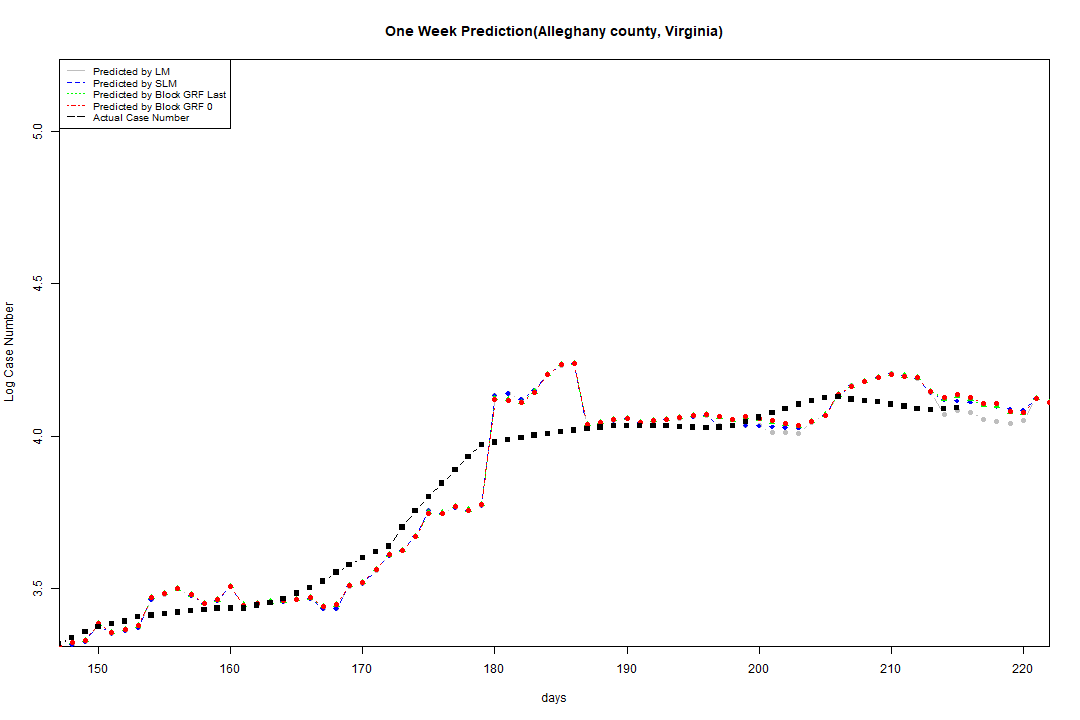 One Week Prediction(Alleghany county, Virginia)
Predicted by LM
Predicted by SLM
Predicted by Block GRF Last
Predicted by Block GRF 0
Actual Case Number
5.0
4.5
4.0
3.5
Log Case Number
150 160 170 180 190 200 210 220
days